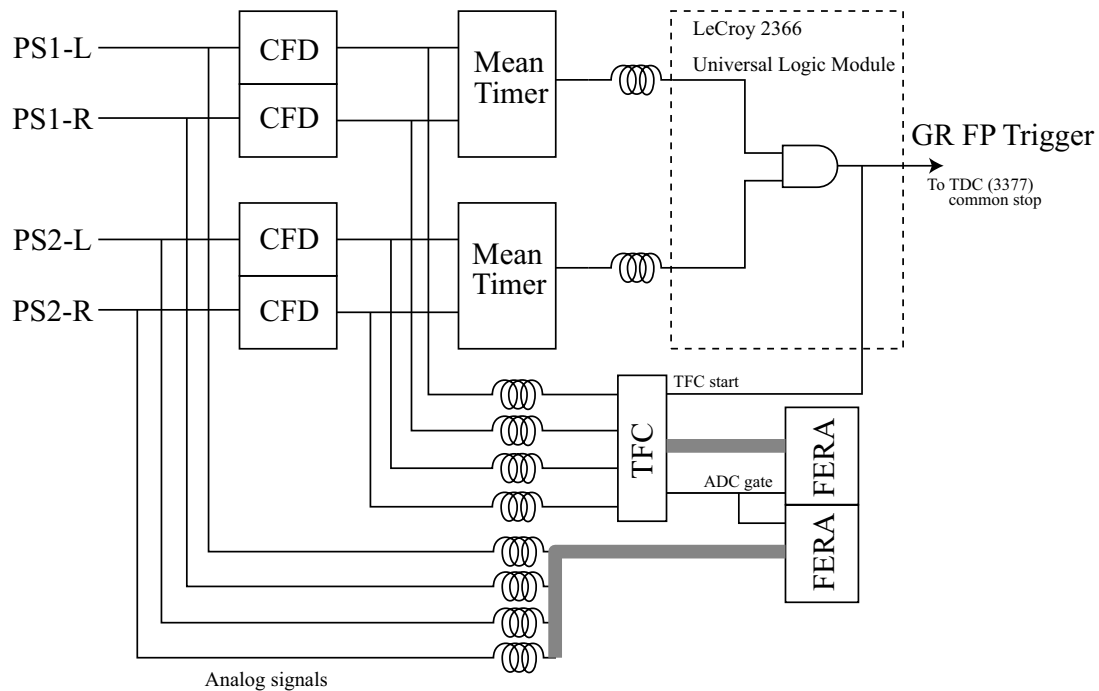 PS1-L
CFD
PS1-R
CFD
Mean
Timer
LeCroy 2366
Universal Logic Module
GR FP Trigger
To TDC (3377)
common stop
PS2-L
CFD
PS2-R
CFD
Mean
Timer
TFC start
TFC
ADC gate
FERA
FERA
Analog signals